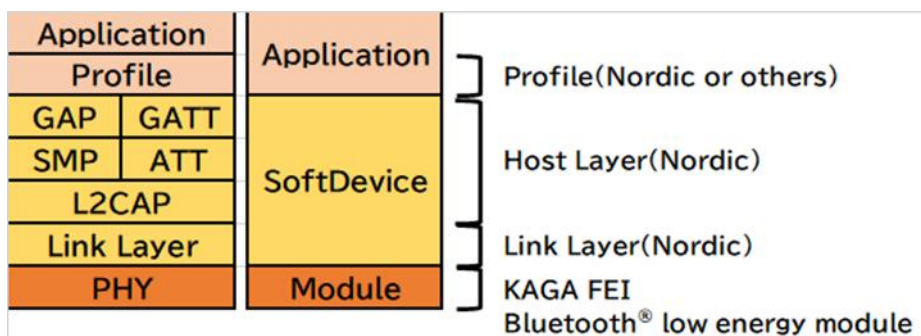 Application
Profile
GAP GATT
SMP ATT
L2CAP
Link Layer
PHY
Application
SoftDevice
Module
Profile(Nordic or others)
Host Layer(Nordic)
Link Layer(Nordic)
KAGA FEI
Bluetooth® low energy module